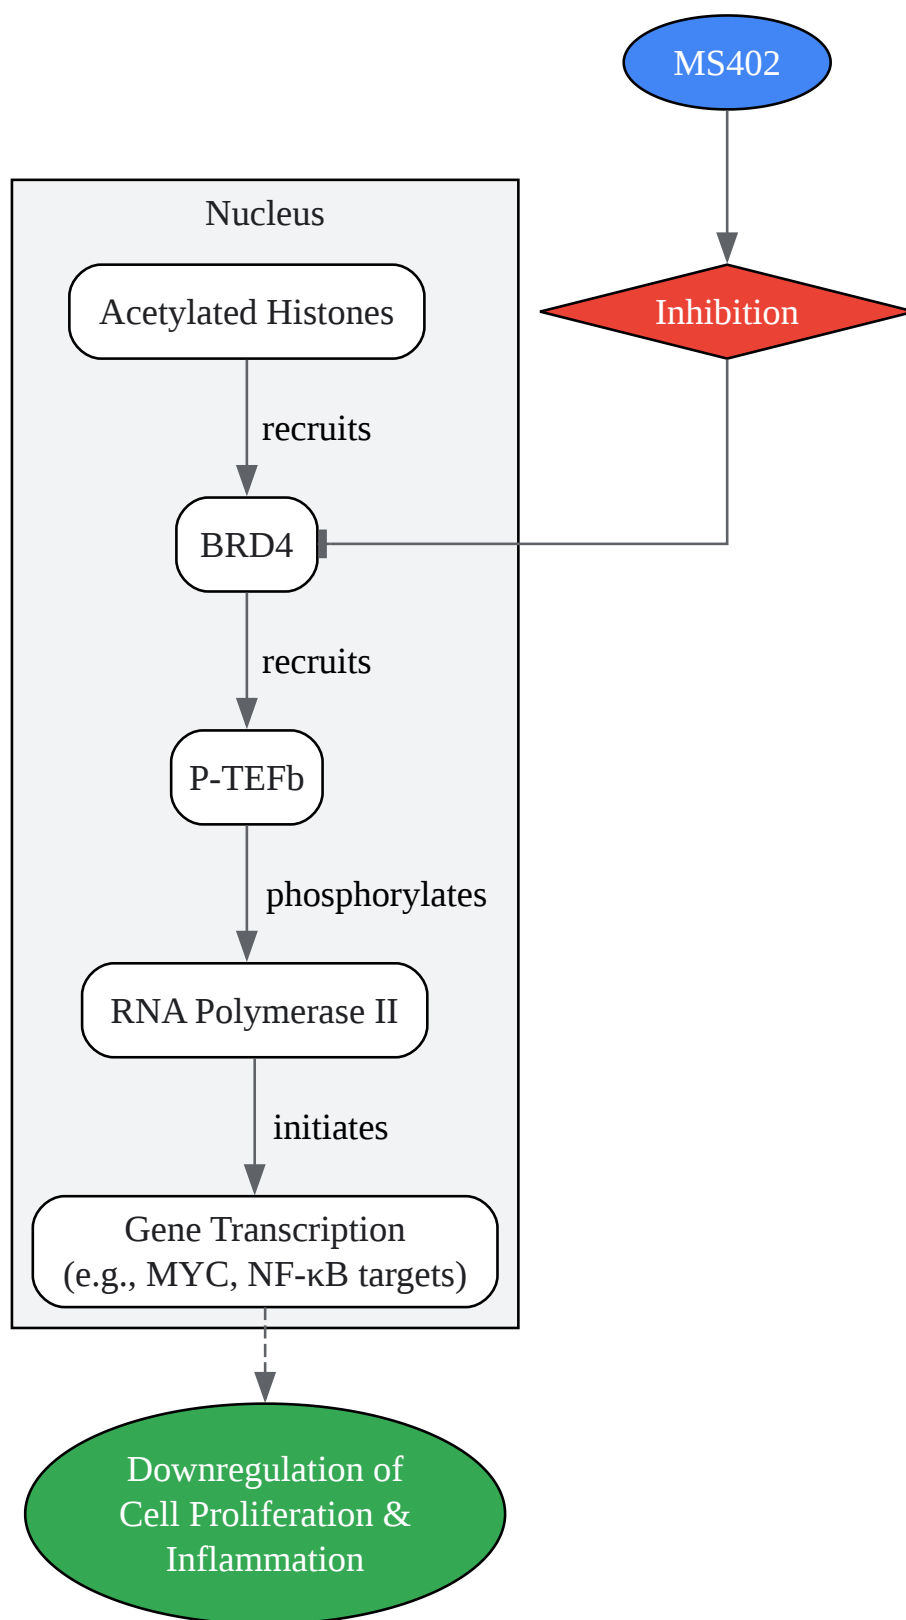 MS402
Nucleus
Acetylated Histones
Inhibition
recruits
BRD4
recruits
P-TEFb
phosphorylates
RNA Polymerase II
initiates
Gene Transcription
(e.g., MYC, NF-κB targets)
Downregulation of
Cell Proliferation &
Inflammation